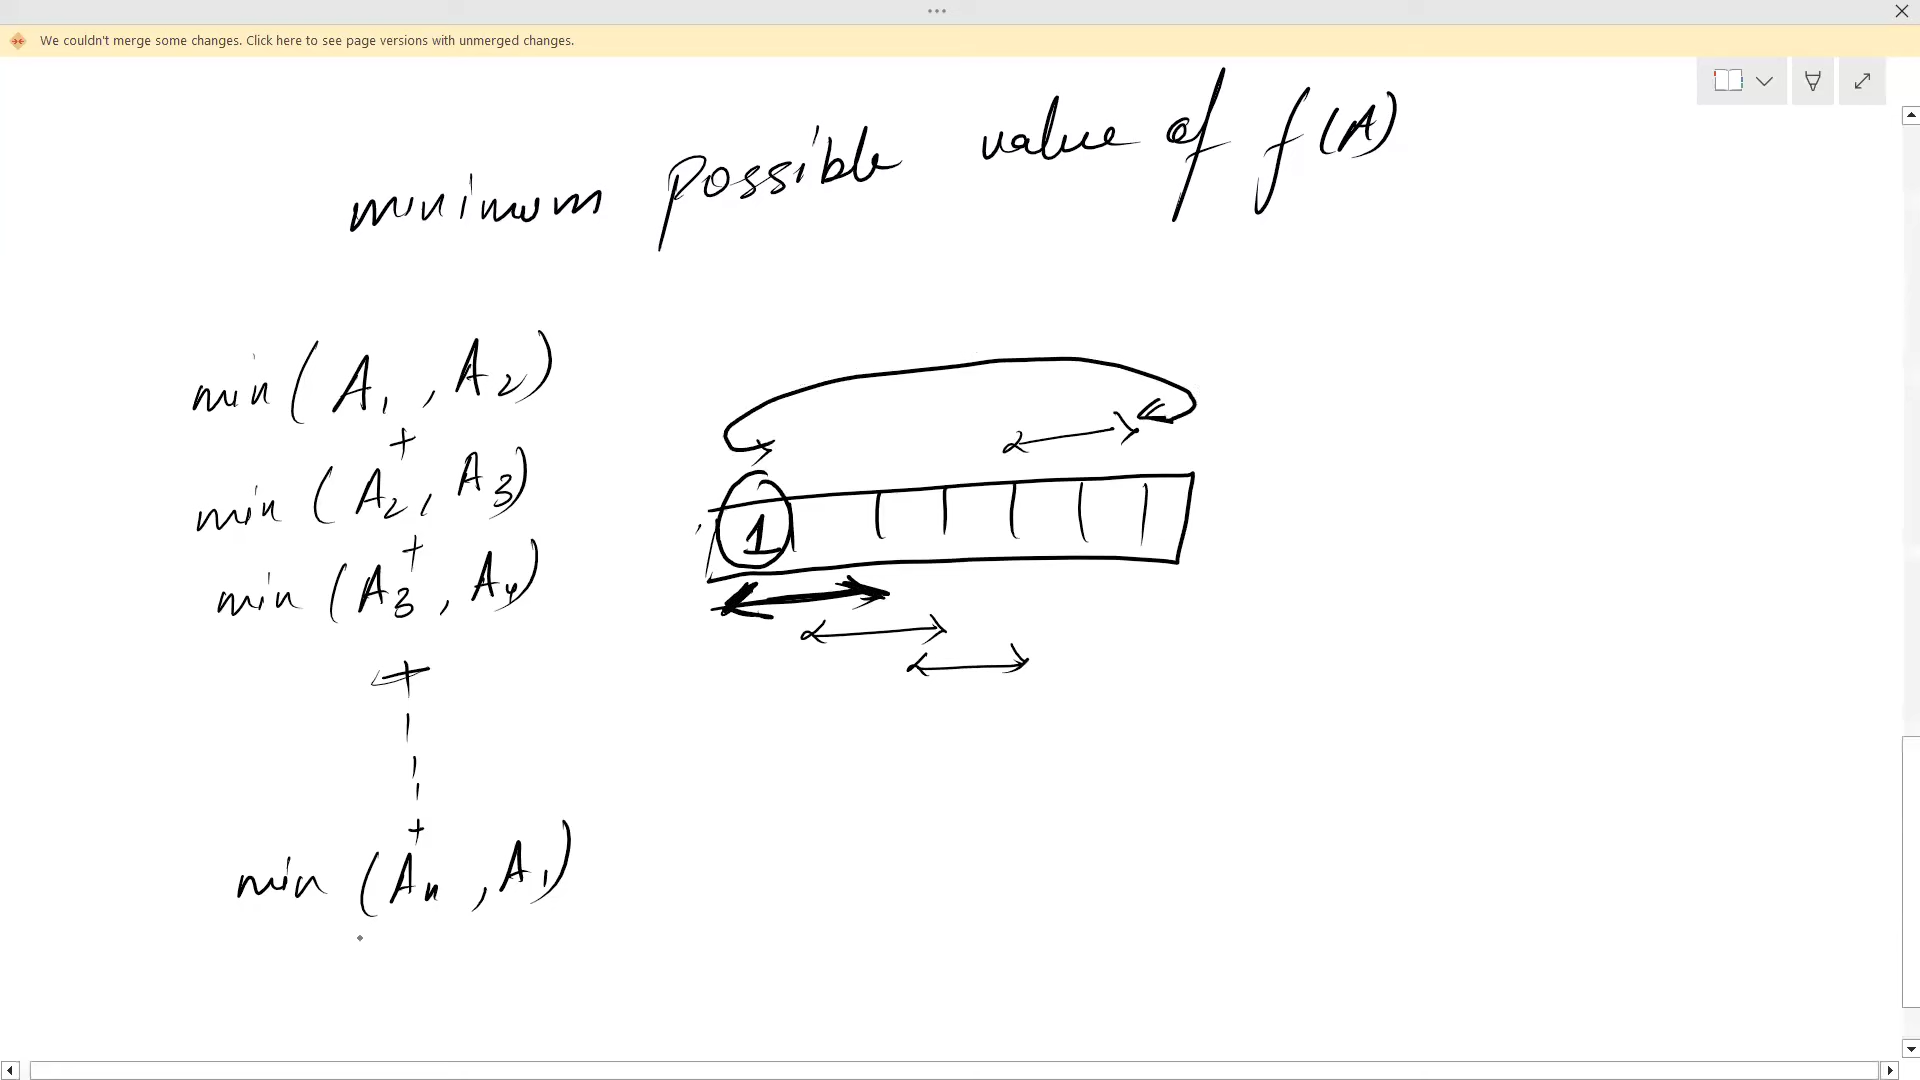 We couldn't merge some changes. Click here to see page versions with unmerged changes.
minimum possible value of f(A)
min(A₁, A₂)
+
min(A₂, A₃)
+
min(A₃, A₄)
+
+
min(Aₙ, A₁)
1